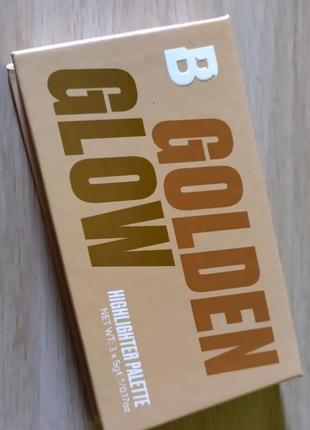 B
GOLDEN
GLOW
HIGHLIGHTER PALETTE
NET WT: 3 x 5g℮ / 0.17oz